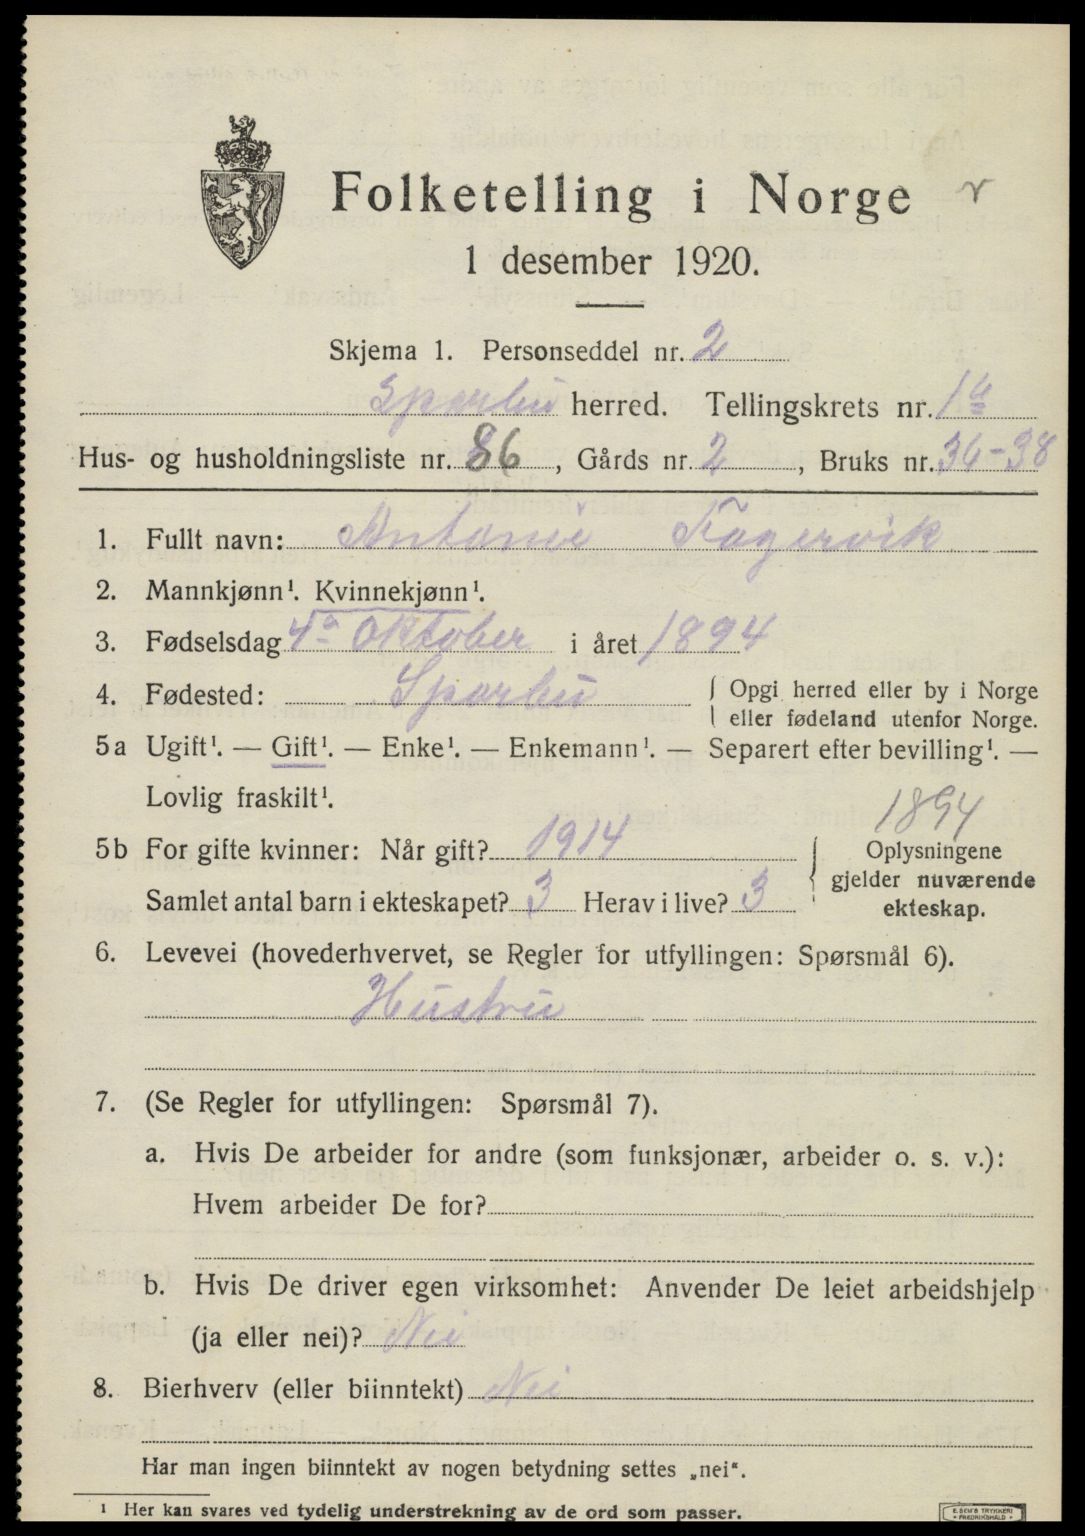 Folketelling i Norge
1 desember 1920.
Skjema 1. Personseddel nr. 2
Sparbu herred. Tellingskrets nr. 14
Hus- og husholdningsliste nr. 86, Gårds nr. 2, Bruks nr. 36-38
1. Fullt navn: Antonie Fagervik
2. Mannkjønn¹. Kvinnekjønn¹.
3. Fødselsdag 4de oktober i året 1894
4. Fødested: Sparbu { Opgi herred eller by i Norge
eller fødeland utenfor Norge.
5a Ugift¹. — Gift¹. — Enke¹. — Enkemann¹. — Separert efter bevilling¹. —
Lovlig fraskilt¹.
1894
5b For gifte kvinner: Når gift? 1914 { Oplysningene
gjelder nuværende
Samlet antal barn i ekteskapet? 3 Herav i live? 3
ekteskap.
6. Levevei (hovederhvervet, se Regler for utfyllingen: Spørsmål 6).
Hustru
7. (Se Regler for utfyllingen: Spørsmål 7).
a. Hvis De arbeider for andre (som funksjonær, arbeider o. s. v.):
Hvem arbeider De for?
b. Hvis De driver egen virksomhet: Anvender De leiet arbeidshjelp
(ja eller nei)? Nei
8. Bierhverv (eller biinntekt) Nei
Har man ingen biinntekt av nogen betydning settes „nei“.
¹ Her kan svares ved tydelig understrekning av de ord som passer.
E. SEM'S TRYKKERI
FREDRIKSHALD